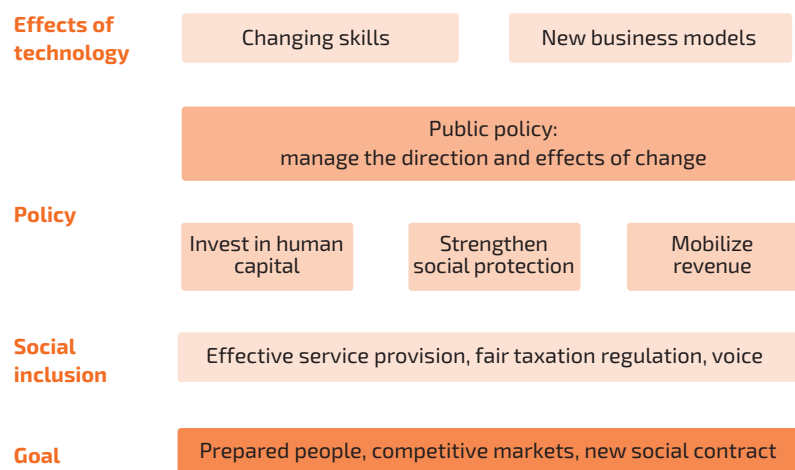 Effects of
technology
Changing skills
New business models
Public policy:
manage the direction and effects of change
Policy
Invest in human
capital
Strengthen
social protection
Mobilize
revenue
Social
inclusion
Effective service provision, fair taxation regulation, voice
Goal
Prepared people, competitive markets, new social contract